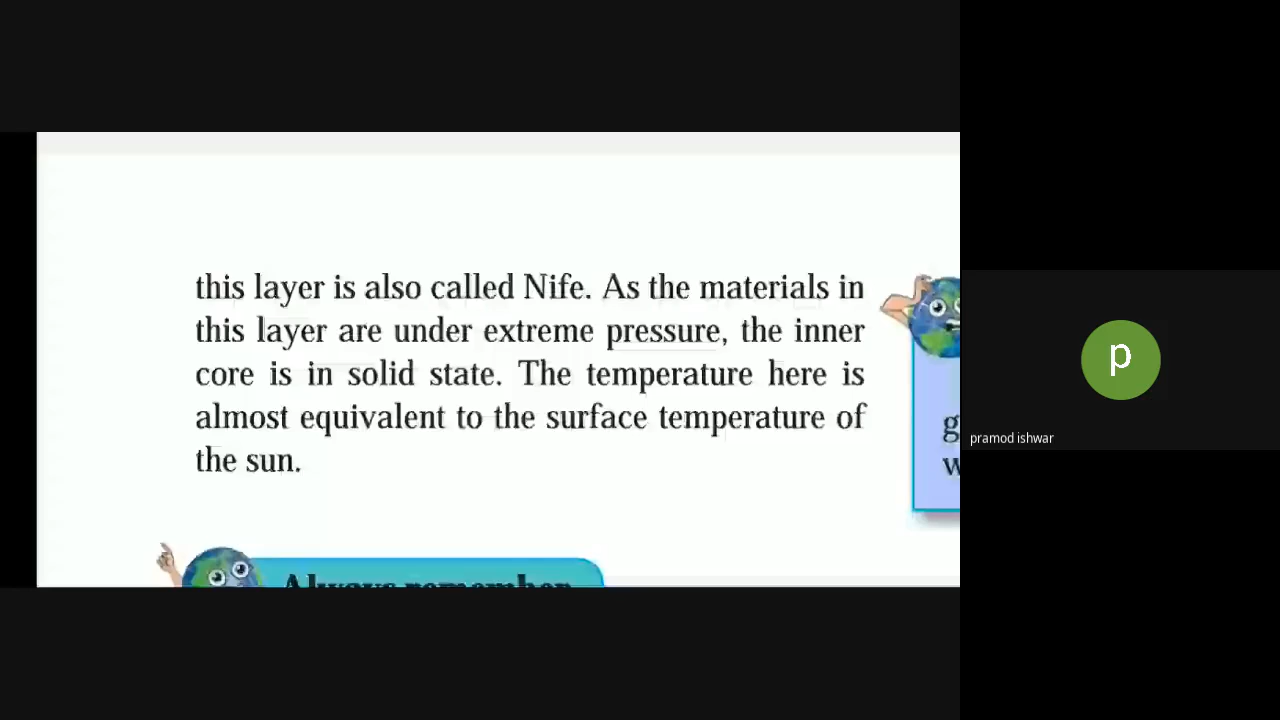 this layer is also called Nife. As the materials in
this layer are under extreme pressure, the inner
core is in solid state. The temperature here is
almost equivalent to the surface temperature of
the sun.
Always remember
p
pramod ishwar